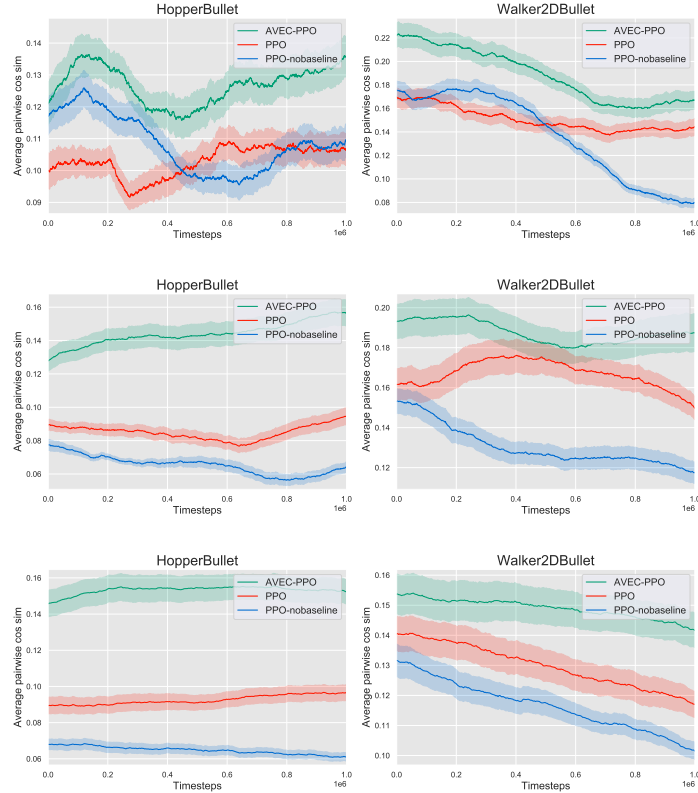 HopperBullet
Average pairwise cos sim
0.14
0.13
0.12
0.11
0.10
0.09
AVEC-PPO
PPO
PPO-nobaseline
0.0 0.2 0.4 0.6 0.8 1.0
Timesteps
1e6
Walker2DBullet
Average pairwise cos sim
0.22
0.20
0.18
0.16
0.14
0.12
0.10
0.08
AVEC-PPO
PPO
PPO-nobaseline
0.0 0.2 0.4 0.6 0.8 1.0
Timesteps
1e6
HopperBullet
Average pairwise cos sim
0.16
0.14
0.12
0.10
0.08
0.06
AVEC-PPO
PPO
PPO-nobaseline
0.0 0.2 0.4 0.6 0.8 1.0
Timesteps
1e6
Walker2DBullet
Average pairwise cos sim
0.20
0.18
0.16
0.14
0.12
AVEC-PPO
PPO
PPO-nobaseline
0.0 0.2 0.4 0.6 0.8 1.0
Timesteps
1e6
HopperBullet
Average pairwise cos sim
0.16
0.14
0.12
0.10
0.08
0.06
AVEC-PPO
PPO
PPO-nobaseline
0.0 0.2 0.4 0.6 0.8 1.0
Timesteps
1e6
Walker2DBullet
Average pairwise cos sim
0.16
0.15
0.14
0.13
0.12
0.11
0.10
AVEC-PPO
PPO
PPO-nobaseline
0.0 0.2 0.4 0.6 0.8 1.0
Timesteps
1e6